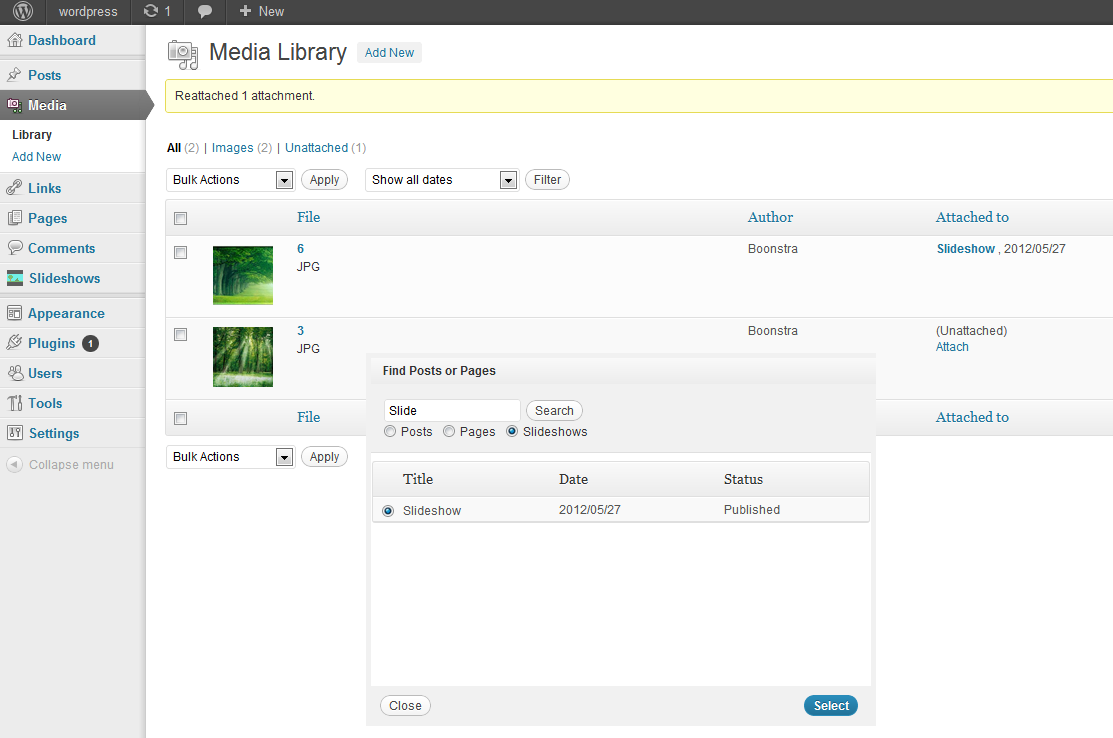 wordpress 1 New
Dashboard
Posts
Media
Library
Add New
Links
Pages
Comments
Slideshows
Appearance
Plugins 1
Users
Tools
Settings
Collapse menu
Media Library Add New
Reattached 1 attachment.
All (2) | Images (2) | Unattached (1)
Bulk Actions Apply Show all dates Filter
File Author Attached to
6 Boonstra Slideshow , 2012/05/27
JPG
3 Boonstra (Unattached)
JPG Attach
File Attached to
Bulk Actions Apply
Find Posts or Pages
Slide Search
Posts Pages Slideshows
Title Date Status
Slideshow 2012/05/27 Published
Close Select